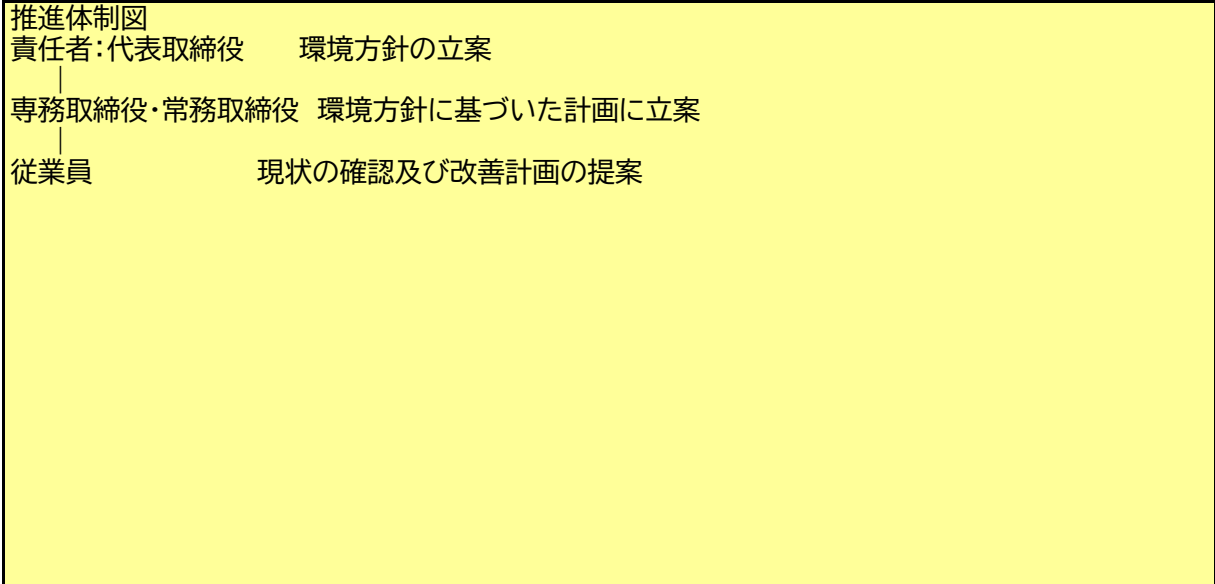 推進体制図
責任者：代表取締役　　環境方針の立案
｜
専務取締役・常務取締役　環境方針に基づいた計画に立案
｜
従業員　　　　　　現状の確認及び改善計画の提案